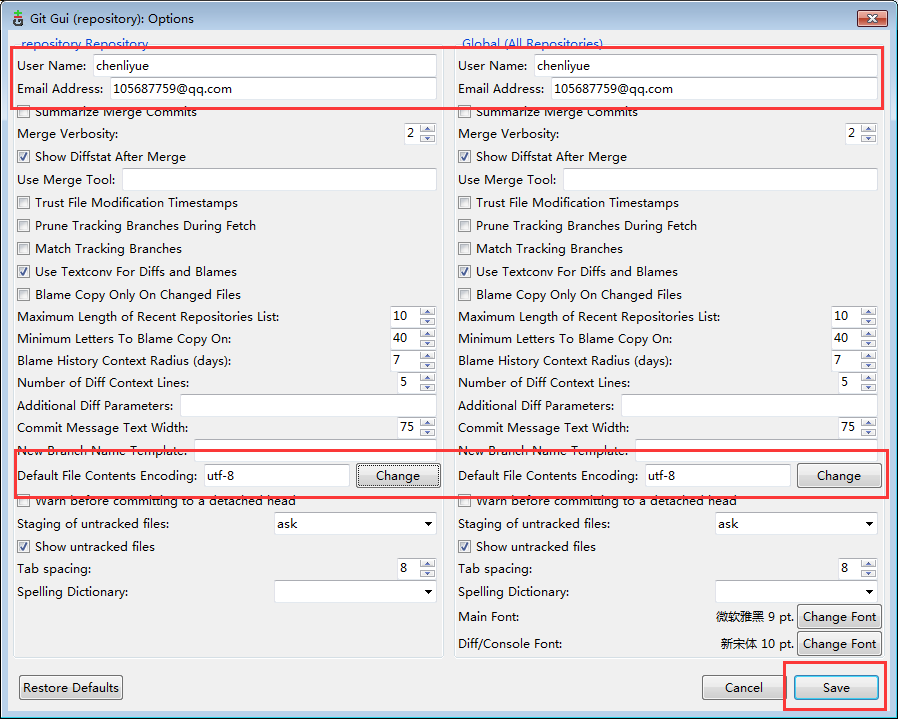 Git Gui (repository): Options
repository Repository
User Name: chenliyue
Email Address: 105687759@qq.com
Summarize Merge Commits
Merge Verbosity: 2
Show Diffstat After Merge
Use Merge Tool:
Trust File Modification Timestamps
Prune Tracking Branches During Fetch
Match Tracking Branches
Use Textconv For Diffs and Blames
Blame Copy Only On Changed Files
Maximum Length of Recent Repositories List: 10
Minimum Letters To Blame Copy On: 40
Blame History Context Radius (days): 7
Number of Diff Context Lines: 5
Additional Diff Parameters:
Commit Message Text Width: 75
New Branch Name Template:
Default File Contents Encoding: utf-8 Change
Warn before committing to a detached head
Staging of untracked files: ask
Show untracked files
Tab spacing: 8
Spelling Dictionary:
Global (All Repositories)
User Name: chenliyue
Email Address: 105687759@qq.com
Summarize Merge Commits
Merge Verbosity: 2
Show Diffstat After Merge
Use Merge Tool:
Trust File Modification Timestamps
Prune Tracking Branches During Fetch
Match Tracking Branches
Use Textconv For Diffs and Blames
Blame Copy Only On Changed Files
Maximum Length of Recent Repositories List: 10
Minimum Letters To Blame Copy On: 40
Blame History Context Radius (days): 7
Number of Diff Context Lines: 5
Additional Diff Parameters:
Commit Message Text Width: 75
New Branch Name Template:
Default File Contents Encoding: utf-8 Change
Warn before committing to a detached head
Staging of untracked files: ask
Show untracked files
Tab spacing: 8
Spelling Dictionary:
Main Font: 微软雅黑 9 pt. Change Font
Diff/Console Font: 新宋体 10 pt. Change Font
Restore Defaults Cancel Save